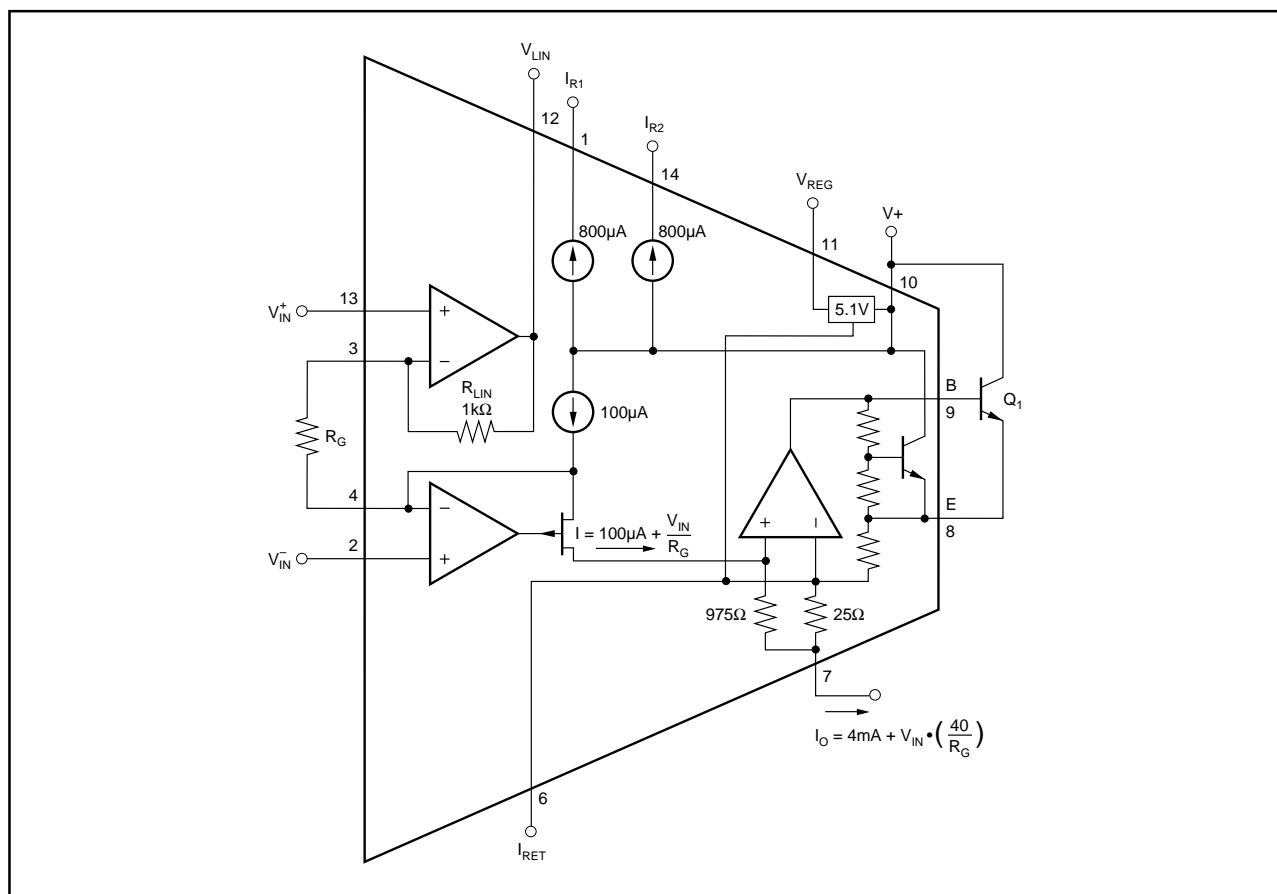 V_LIN
I_R1
12
1
I_R2
14
V_REG
V+
11
10
800µA
800µA
5.1V
V_IN^+
13
+
3
−
R_LIN
1kΩ
100µA
B
9
Q_1
R_G
4
−
E
8
V_IN^−
2
+
I = 100µA + V_IN/R_G
+
−
975Ω
25Ω
7
I_O = 4mA + V_IN • (40/R_G)
6
I_RET